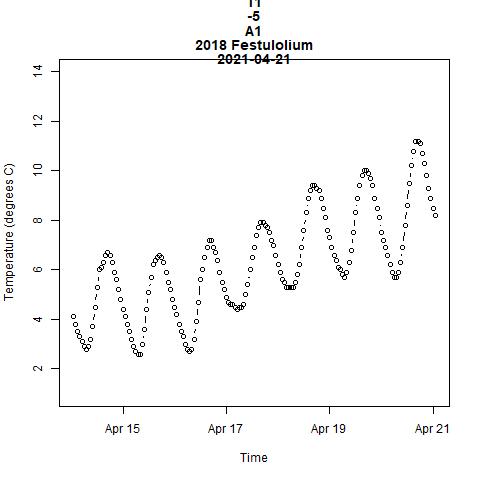 T1
-5
A1
2018 Festulolium
2021-04-21
14
12
10
8
6
4
2
Temperature (degrees C)
Apr 15
Apr 17
Apr 19
Apr 21
Time